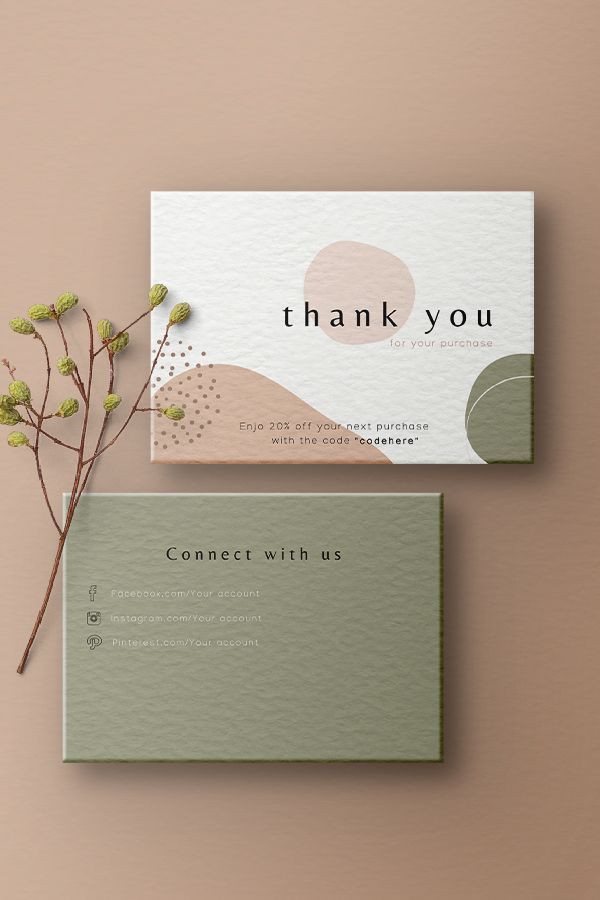 thank you
for your purchase
Enjo 20% off your next purchase
with the code "codehere"
Connect with us
Facebook.com/Your account
Instagram.com/Your account
Pinterest.com/Your account